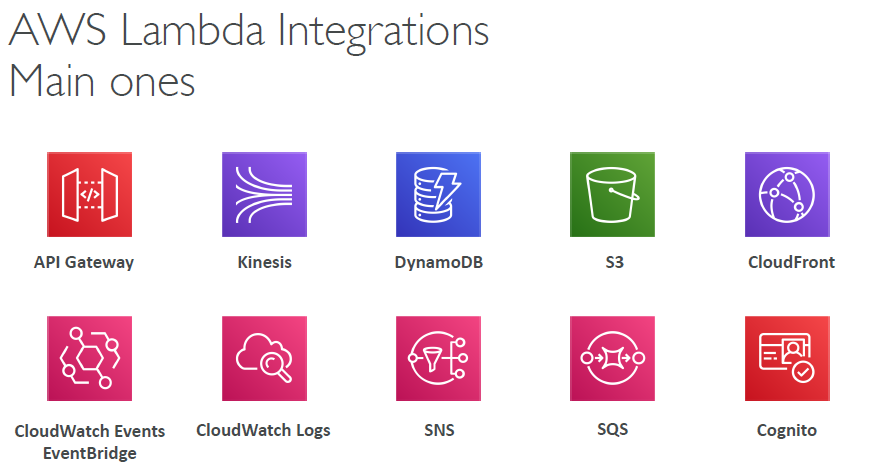 AWS Lambda Integrations
Main ones
</>
API Gateway
Kinesis
DynamoDB
S3
CloudFront
CloudWatch Events
EventBridge
CloudWatch Logs
SNS
SQS
Cognito